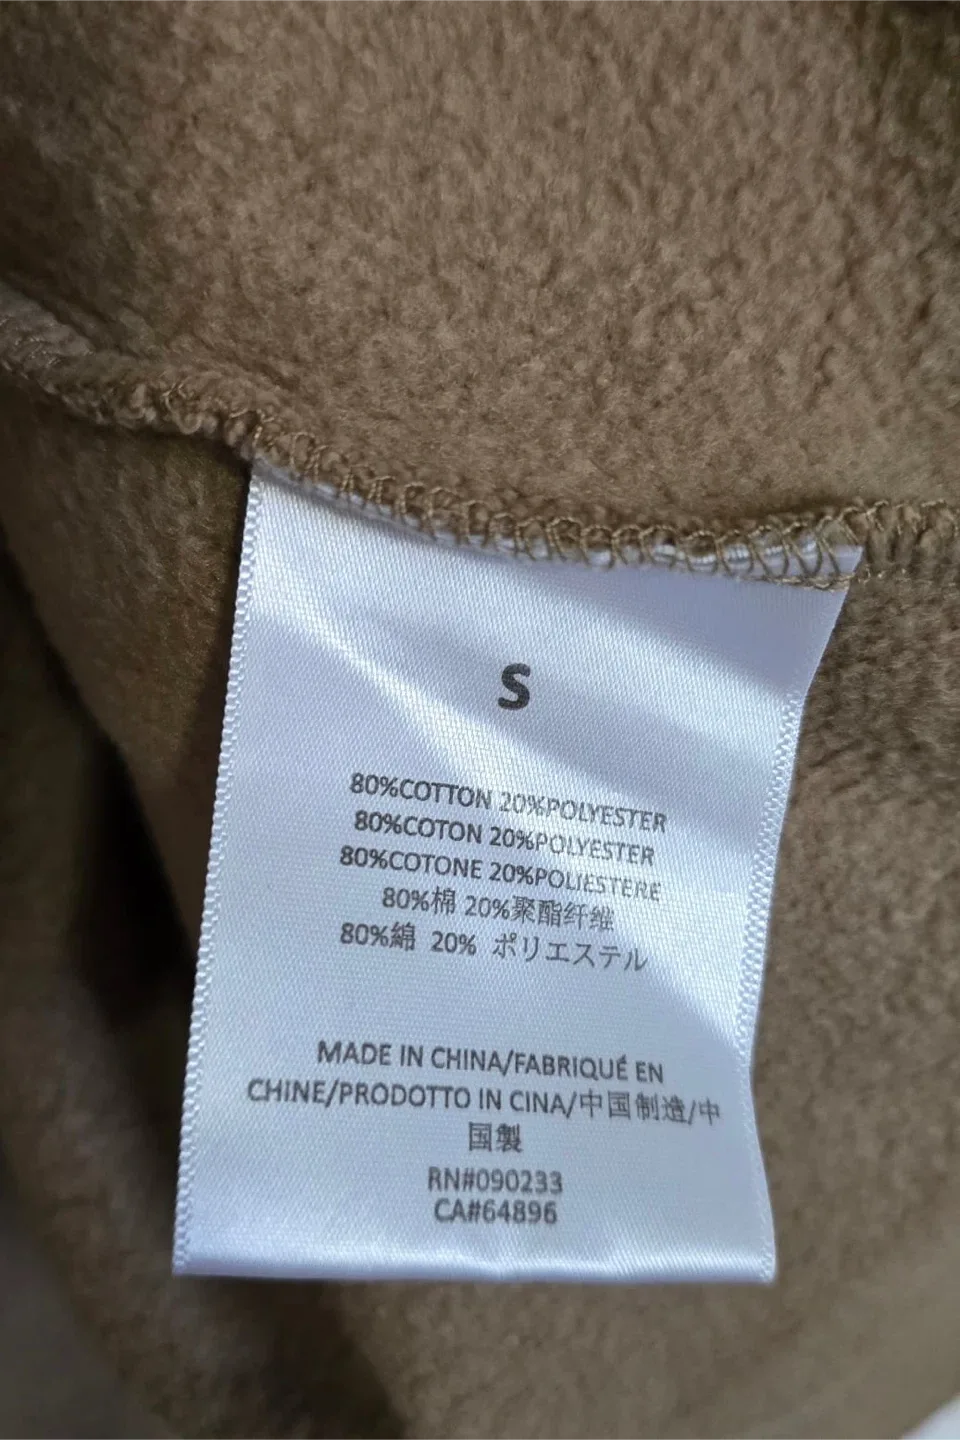 S
80%COTTON 20%POLYESTER
80%COTON 20%POLYESTER
80%COTONE 20%POLIESTERE
80%棉 20%聚酯纤维
80%綿 20% ポリエステル
MADE IN CHINA/FABRIQUÉ EN
CHINE/PRODOTTO IN CINA/中国制造/中
国製
RN#090233
CA#64896